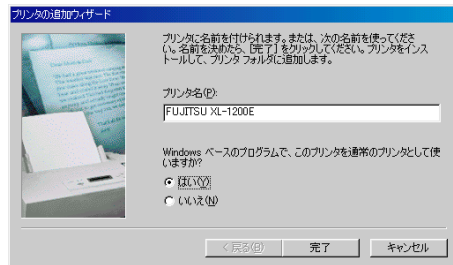 プリンタの追加ウィザード
プリンタに名前を付けられます。または、次の名前を使ってくださ
い。名前を決めたら、[完了] をクリックしてください。プリンタをインス
トールして、プリンタ フォルダに追加します。
プリンタ名(P):
FUJITSU XL-1200E
Windows ベースのプログラムで、このプリンタを通常のプリンタとして使
いますか?
はい(Y)
いいえ(N)
< 戻る(B)
完了
キャンセル